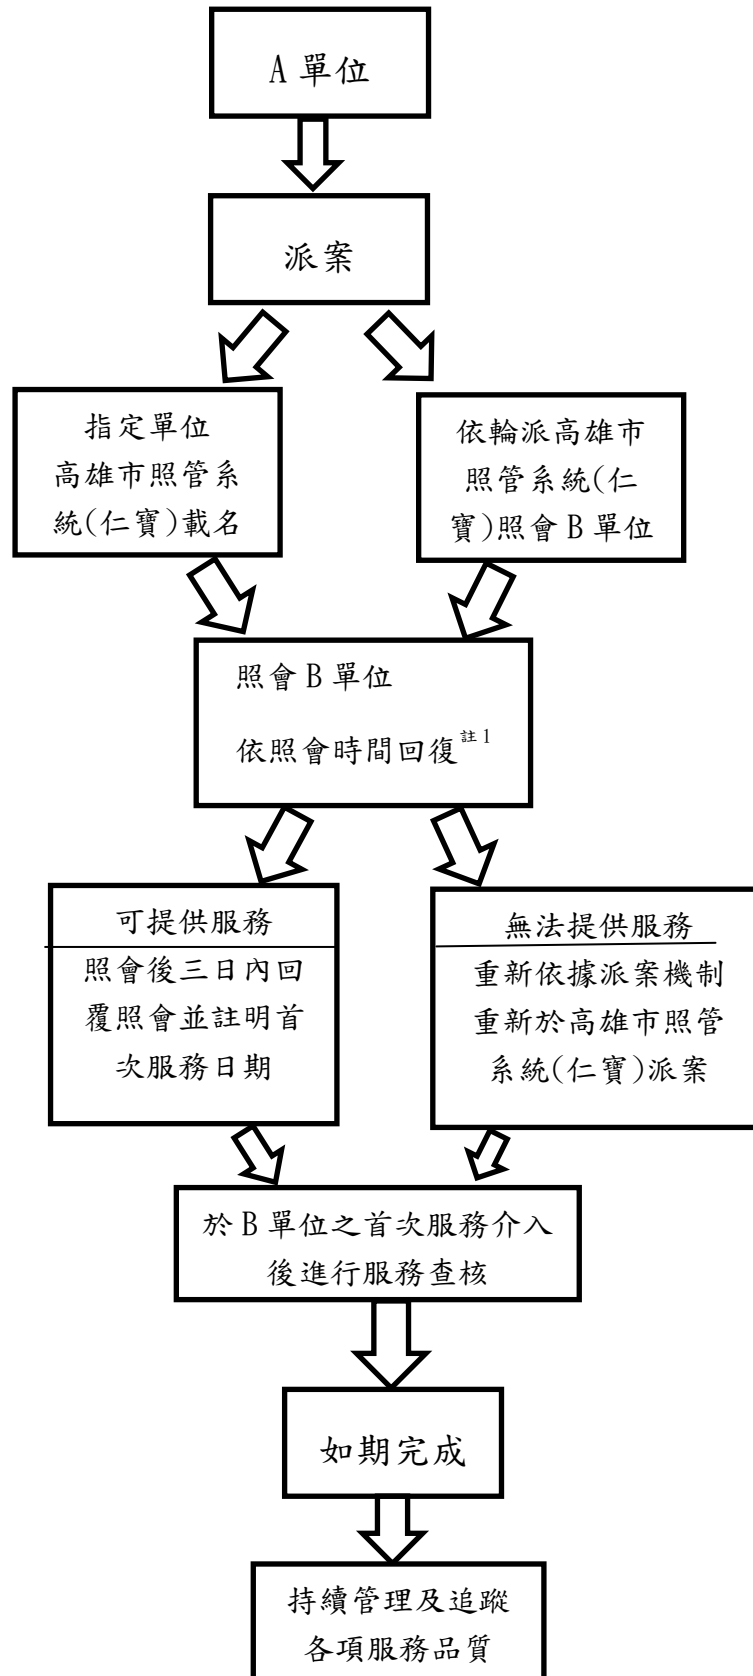 A 單位
派案
指定單位
高雄市照管系
統(仁寶)載名
依輪派高雄市
照管系統(仁
寶)照會 B 單位
照會 B 單位
依照會時間回復註1
可提供服務
照會後三日內回
覆照會並註明首
次服務日期
無法提供服務
重新依據派案機制
重新於高雄市照管
系統(仁寶)派案
於 B 單位之首次服務介入
後進行服務查核
如期完成
持續管理及追蹤
各項服務品質